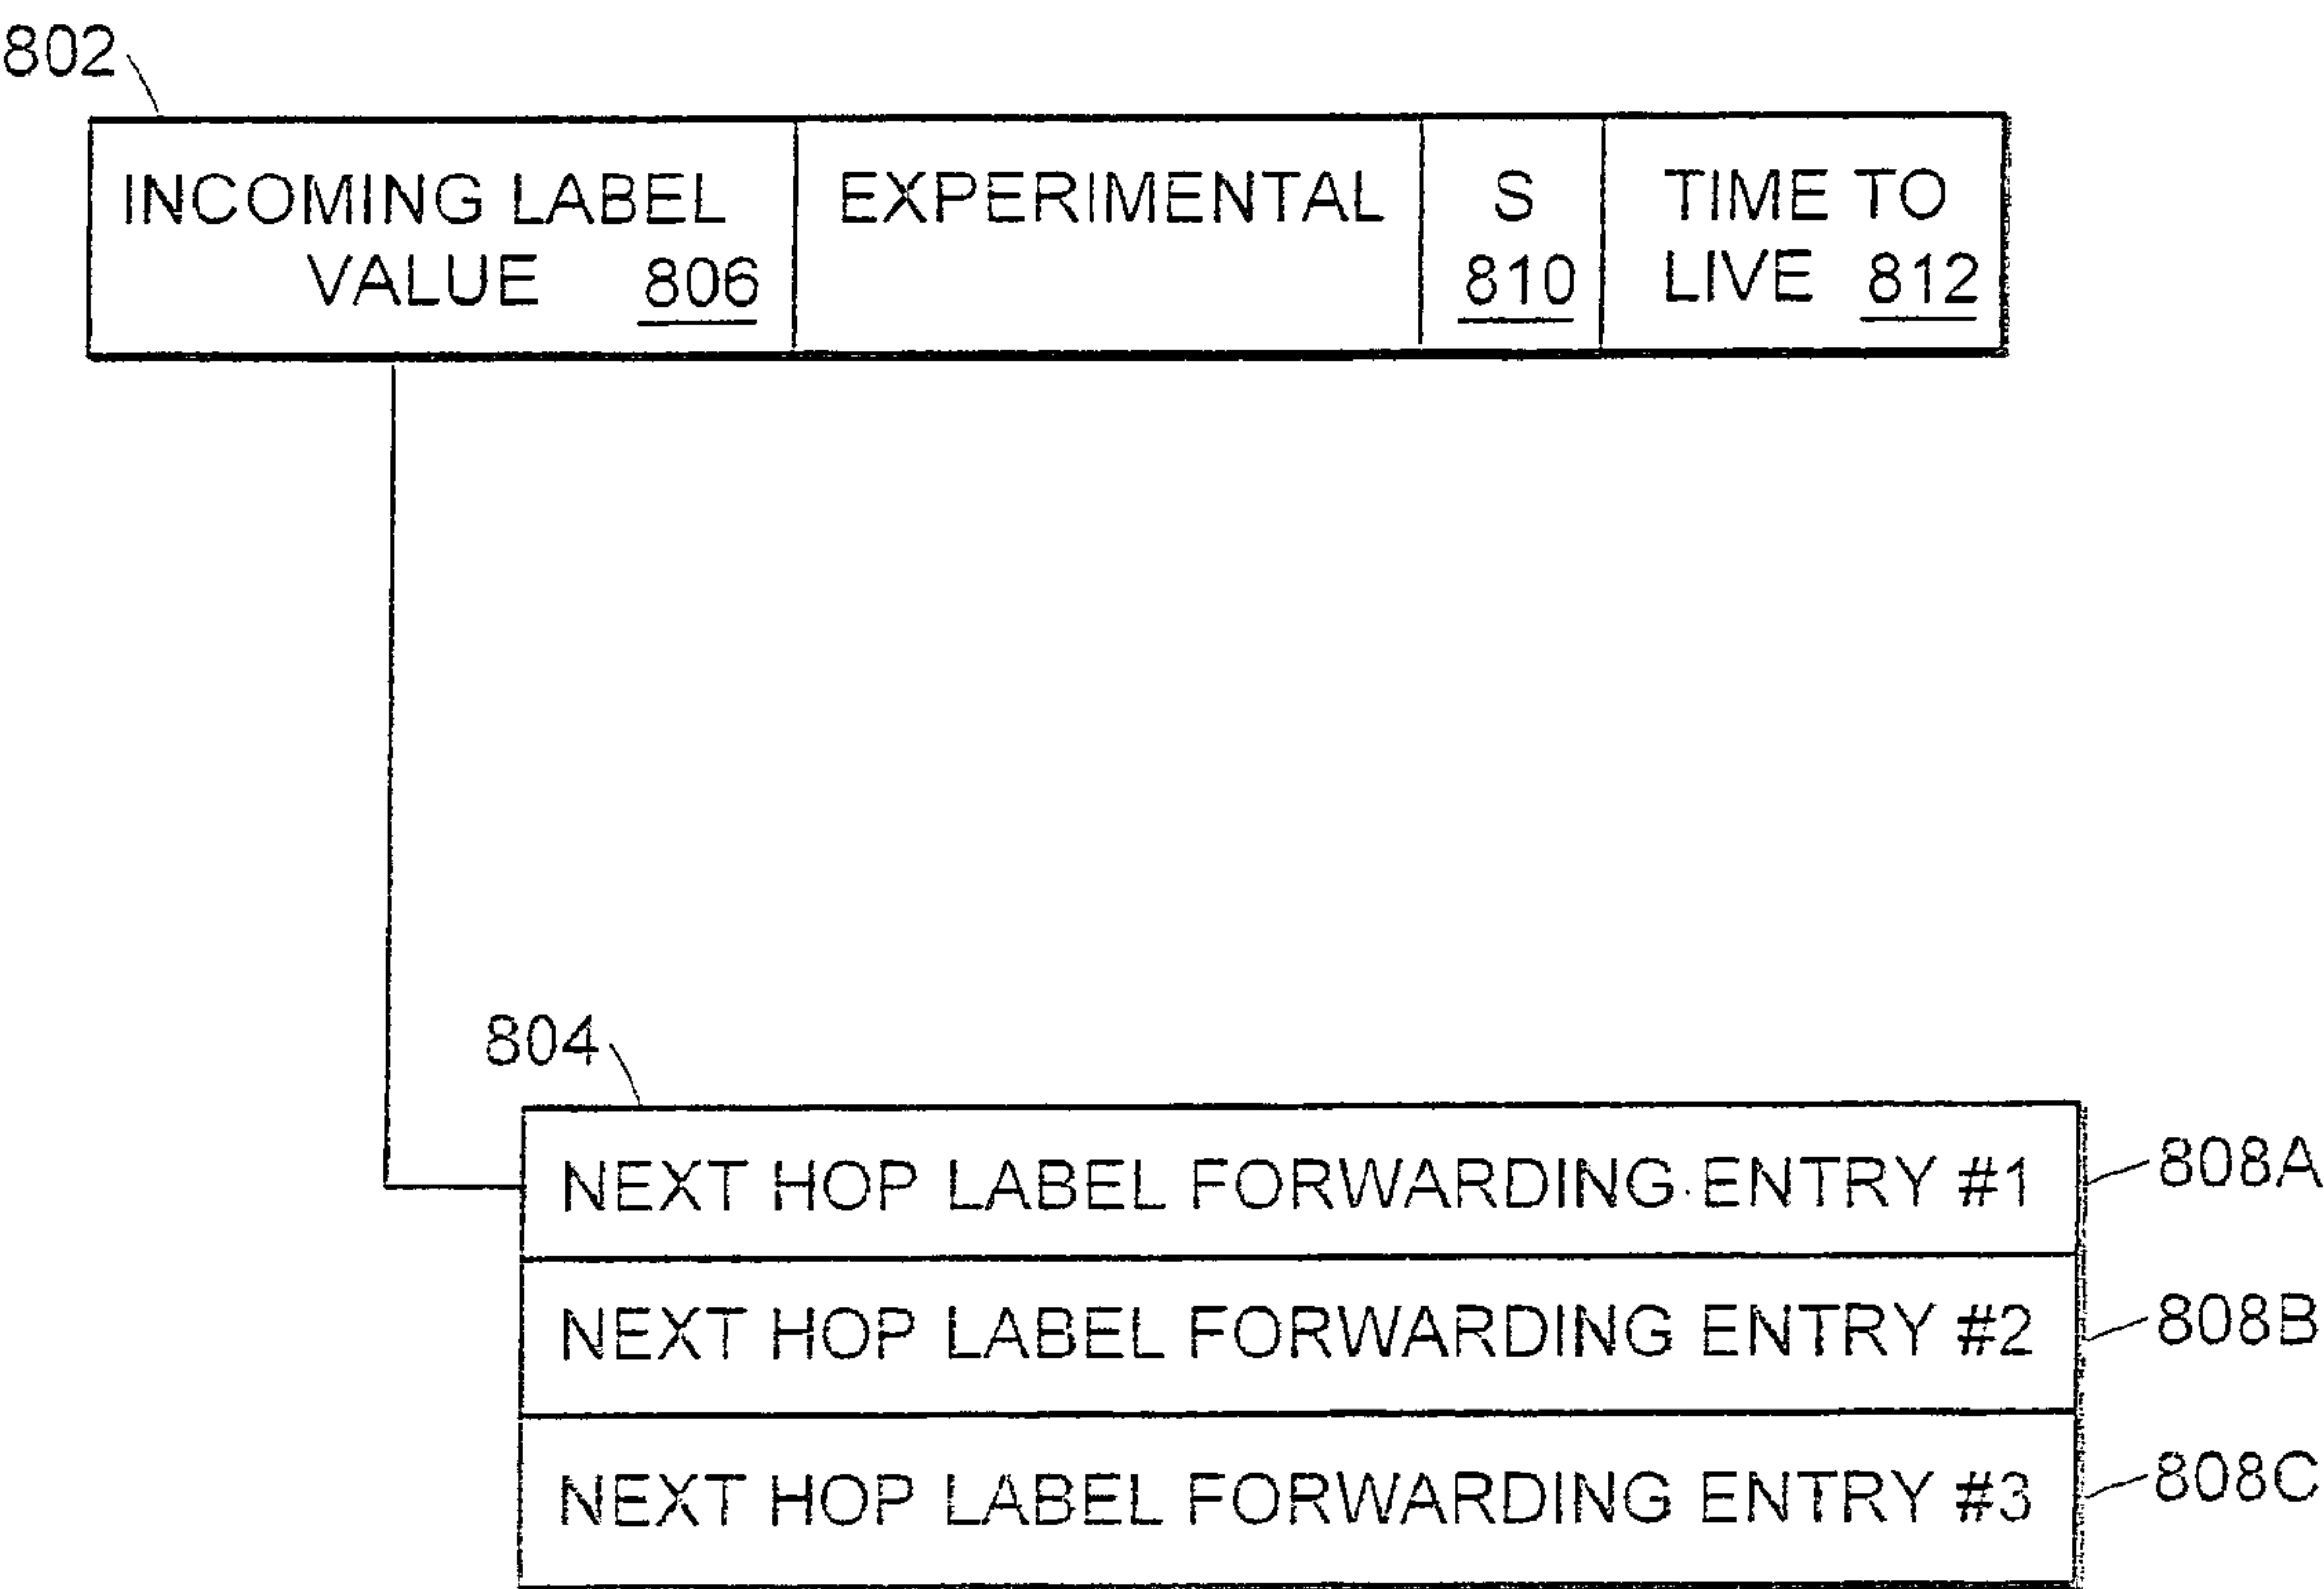 802
INCOMING LABEL
VALUE 806
EXPERIMENTAL
S
810
TIME TO
LIVE 812
804
NEXT HOP LABEL FORWARDING ENTRY #1
808A
NEXT HOP LABEL FORWARDING ENTRY #2
808B
NEXT HOP LABEL FORWARDING ENTRY #3
808C